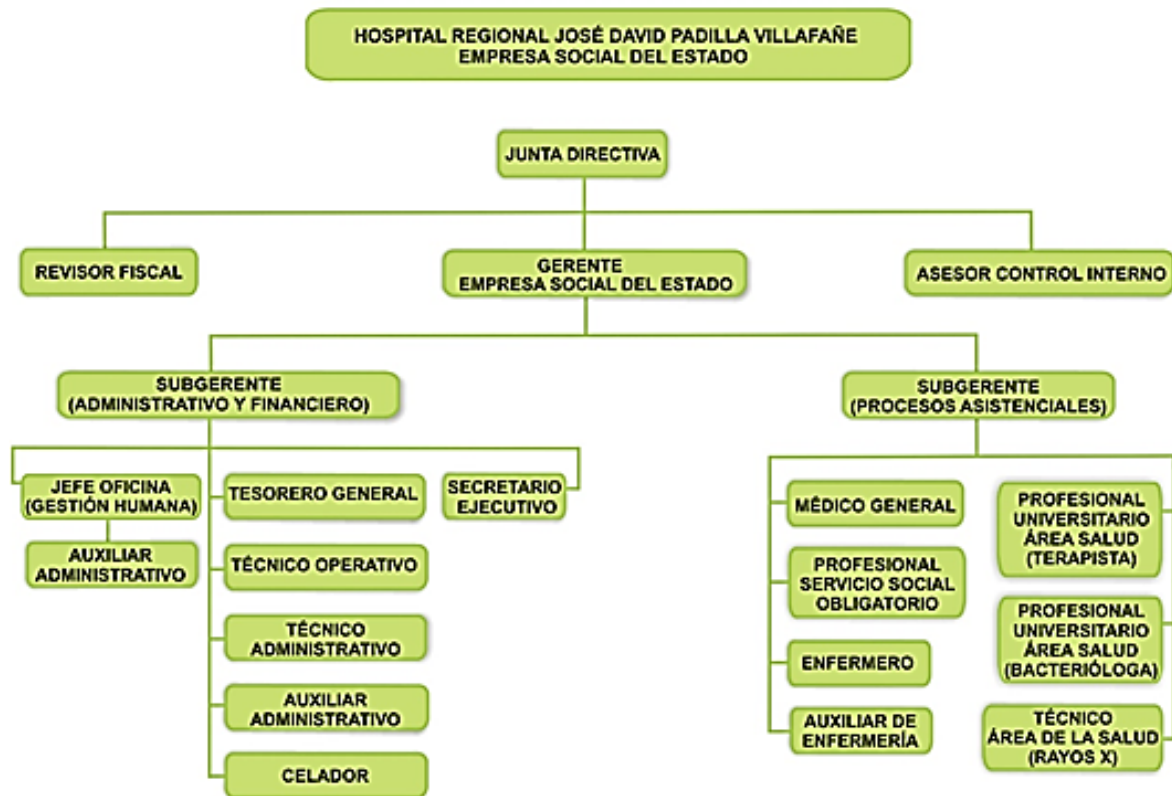 HOSPITAL REGIONAL JOSÉ DAVID PADILLA VILLAFAÑE
EMPRESA SOCIAL DEL ESTADO
JUNTA DIRECTIVA
REVISOR FISCAL
GERENTE
EMPRESA SOCIAL DEL ESTADO
ASESOR CONTROL INTERNO
SUBGERENTE
(ADMINISTRATIVO Y FINANCIERO)
SUBGERENTE
(PROCESOS ASISTENCIALES)
JEFE OFICINA
(GESTIÓN HUMANA)
AUXILIAR
ADMINISTRATIVO
TESORERO GENERAL
TÉCNICO OPERATIVO
TÉCNICO
ADMINISTRATIVO
AUXILIAR
ADMINISTRATIVO
CELADOR
SECRETARIO
EJECUTIVO
MÉDICO GENERAL
PROFESIONAL
SERVICIO SOCIAL
OBLIGATORIO
ENFERMERO
AUXILIAR DE
ENFERMERÍA
PROFESIONAL
UNIVERSITARIO
ÁREA SALUD
(TERAPISTA)
PROFESIONAL
UNIVERSITARIO
ÁREA SALUD
(BACTERIÓLOGA)
TÉCNICO
ÁREA DE LA SALUD
(RAYOS X)